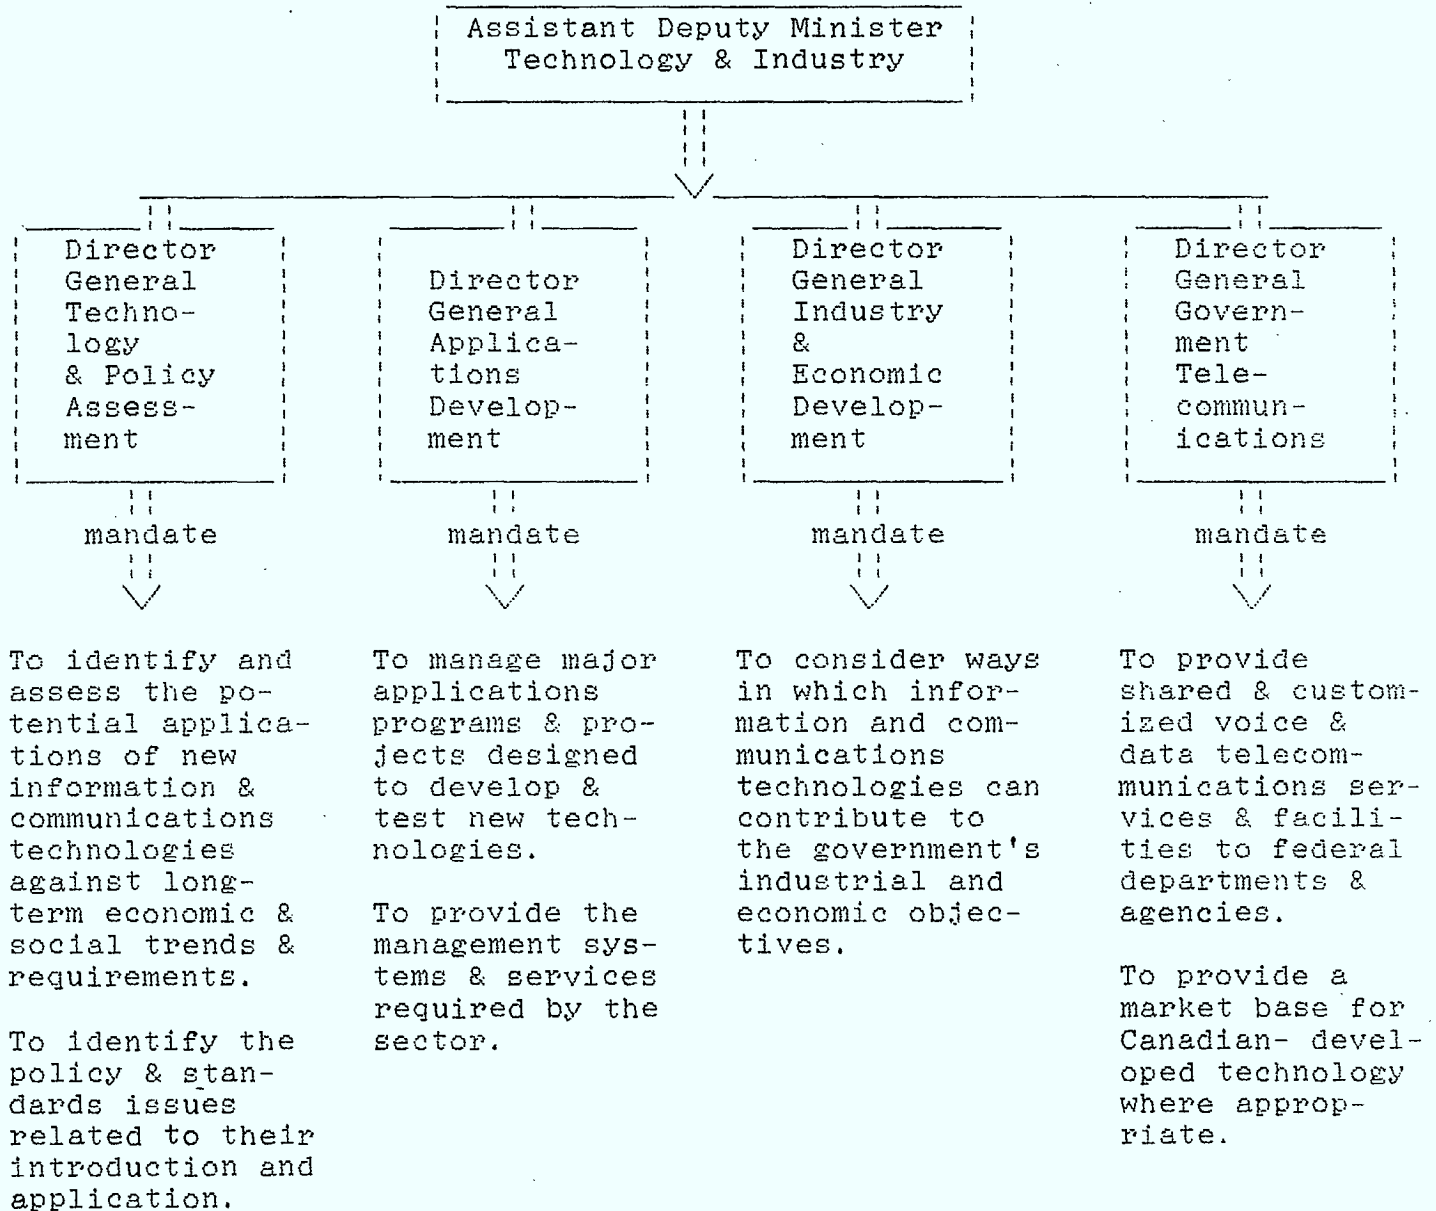 Assistant Deputy Minister
Technology & Industry
Director
General
Techno-
logy
& Policy
Assess-
ment
Director
General
Applica-
tions
Develop-
ment
Director
General
Industry
&
Economic
Develop-
ment
Director
General
Govern-
ment
Tele-
commun-
ications
mandate
mandate
mandate
mandate
To identify and
assess the po-
tential applica-
tions of new
information &
communications
technologies
against long-
term economic &
social trends &
requirements.
To identify the
policy & stan-
dards issues
related to their
introduction and
application.
To manage major
applications
programs & pro-
jects designed
to develop &
test new tech-
nologies.
To provide the
management sys-
tems & services
required by the
sector.
To consider ways
in which infor-
mation and com-
munications
technologies can
contribute to
the government's
industrial and
economic objec-
tives.
To provide
shared & custom-
ized voice &
data telecom-
munications ser-
vices & facili-
ties to federal
departments &
agencies.
To provide a
market base for
Canadian- devel-
oped technology
where approp-
riate.